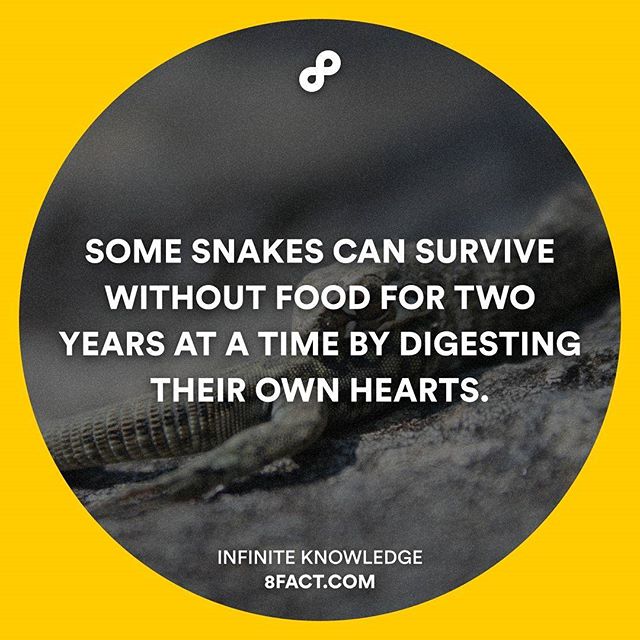 SOME SNAKES CAN SURVIVE
WITHOUT FOOD FOR TWO
YEARS AT A TIME BY DIGESTING
THEIR OWN HEARTS.
INFINITE KNOWLEDGE
8FACT.COM